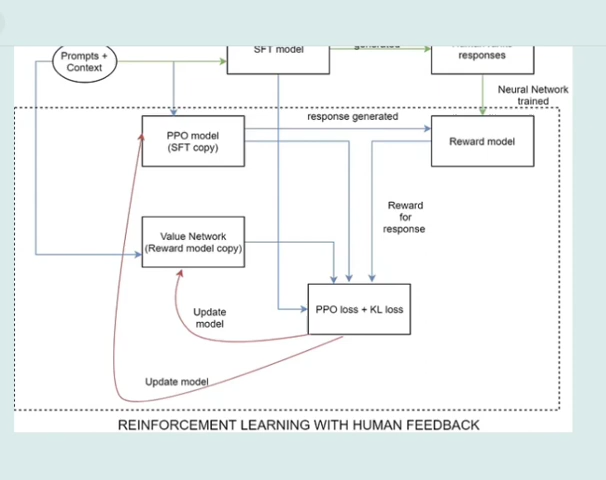 Prompts +
Context
SFT model
generated
responses
Neural Network
trained
response generated
PPO model
(SFT copy)
Reward model
Reward
for
response
Value Network
(Reward model copy)
PPO loss + KL loss
Update
model
Update model
REINFORCEMENT LEARNING WITH HUMAN FEEDBACK